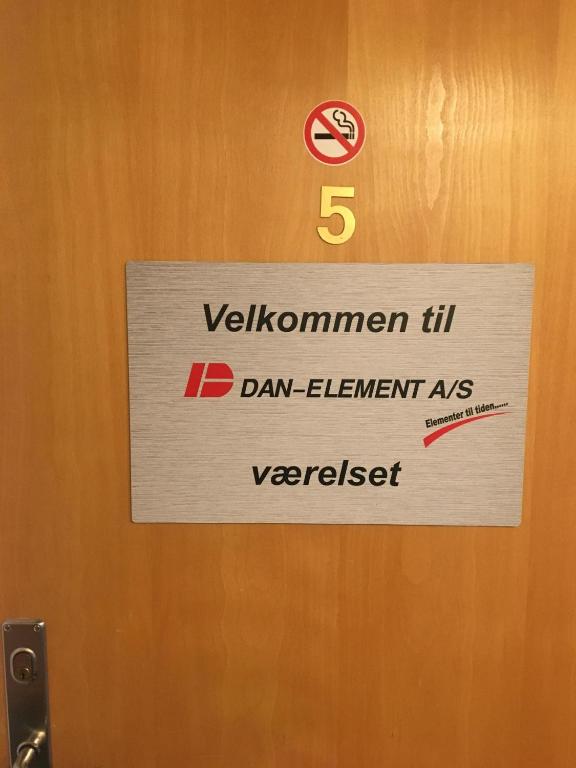 5
Velkommen til
DAN-ELEMENT A/S
Elementer til tiden......
værelset